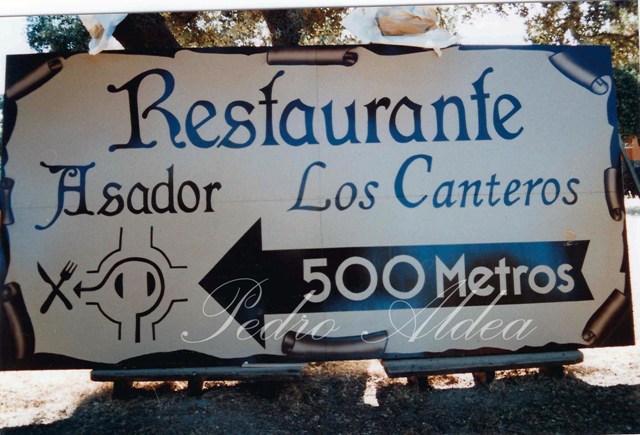 Restaurante
Asador Los Canteros
500 Metros
Pedro Aldea